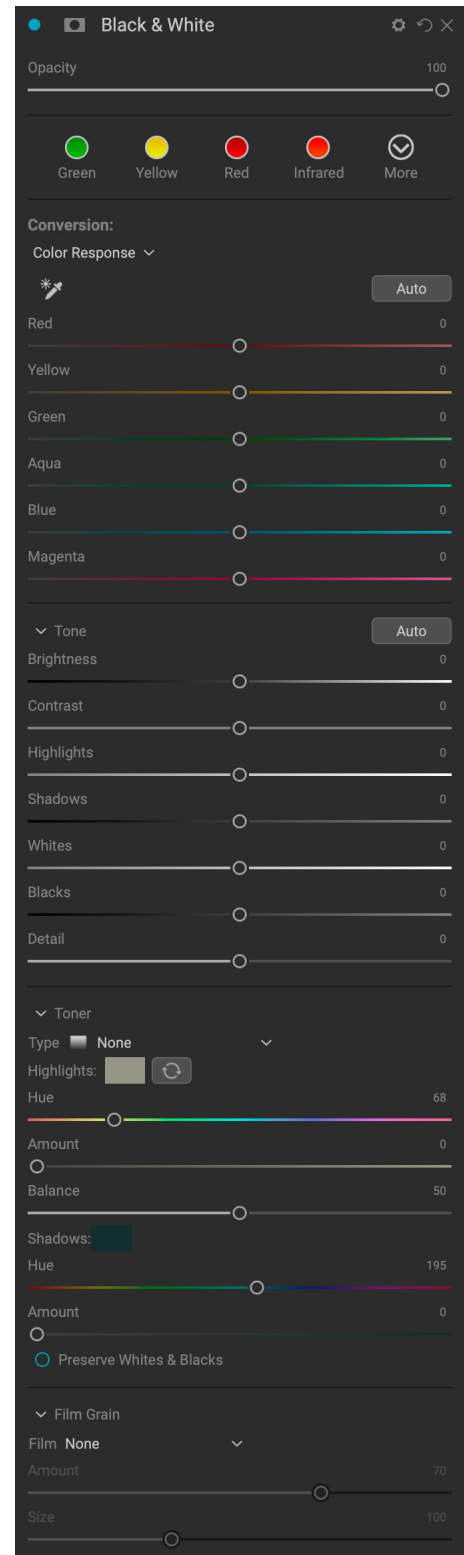 Black & White
Opacity 100
Green Yellow Red Infrared More
Conversion:
Color Response
Auto
Red 0
Yellow 0
Green 0
Aqua 0
Blue 0
Magenta 0
Tone Auto
Brightness 0
Contrast 0
Highlights 0
Shadows 0
Whites 0
Blacks 0
Detail 0
Toner
Type None
Highlights:
Hue 68
Amount 0
Balance 50
Shadows:
Hue 195
Amount 0
Preserve Whites & Blacks
Film Grain
Film None
Amount 70
Size 100